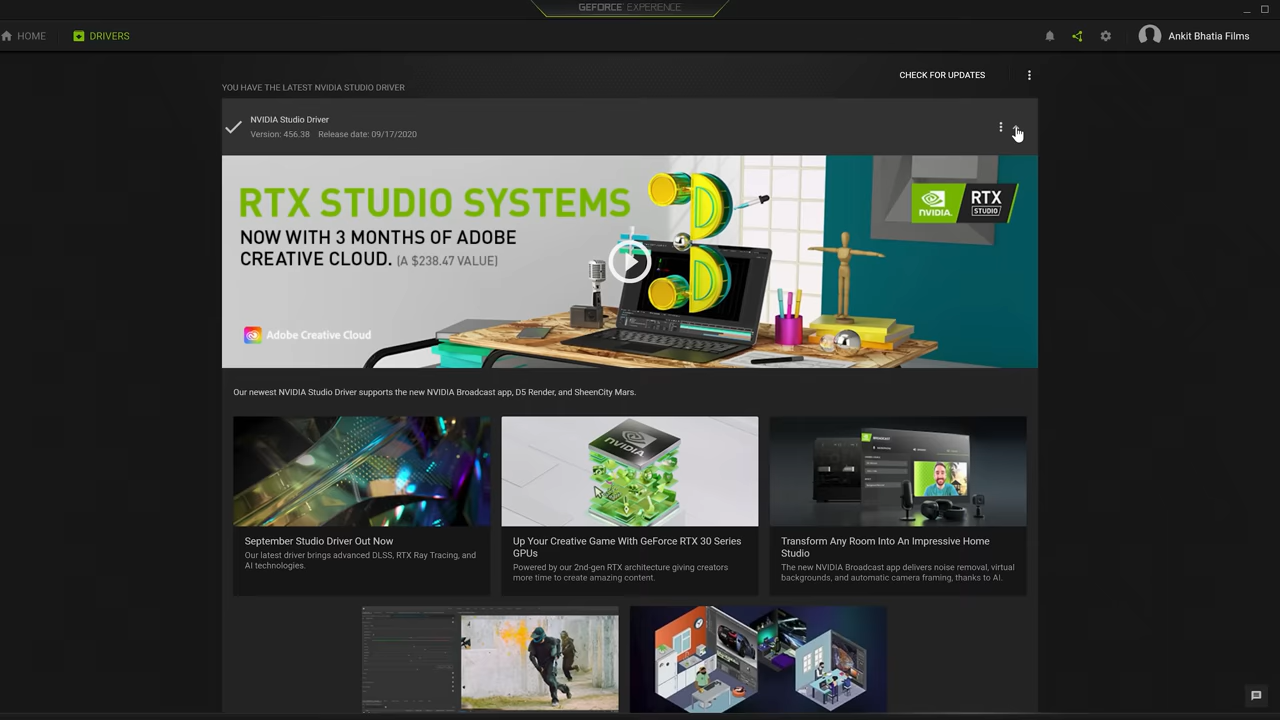 GEFORCE EXPERIENCE
HOME
DRIVERS
Ankit Bhatia Films
CHECK FOR UPDATES
YOU HAVE THE LATEST NVIDIA STUDIO DRIVER
NVIDIA Studio Driver
Version: 456.38 Release date: 09/17/2020
RTX STUDIO SYSTEMS
NOW WITH 3 MONTHS OF ADOBE
CREATIVE CLOUD. (A $238.47 VALUE)
Adobe Creative Cloud
NVIDIA.
RTX
STUDIO
Our newest NVIDIA Studio Driver supports the new NVIDIA Broadcast app, D5 Render, and SheenCity Mars.
NVIDIA
BROADCAST
September Studio Driver Out Now
Our latest driver brings advanced DLSS, RTX Ray Tracing, and
AI technologies.
Up Your Creative Game With GeForce RTX 30 Series
GPUs
Powered by our 2nd-gen RTX architecture giving creators
more time to create amazing content.
Transform Any Room Into An Impressive Home
Studio
The new NVIDIA Broadcast app delivers noise removal, virtual
backgrounds, and automatic camera framing, thanks to AI.